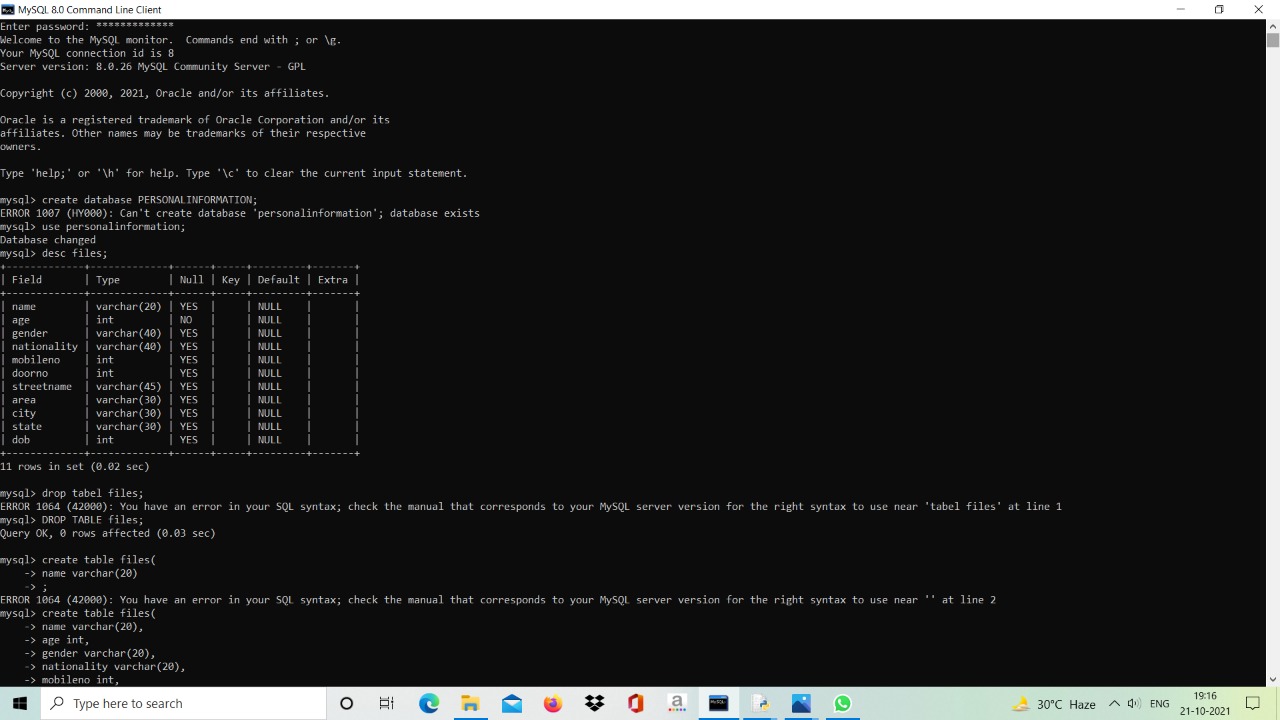 MySQL 8.0 Command Line Client
Enter password: *************
Welcome to the MySQL monitor.  Commands end with ; or \g.
Your MySQL connection id is 8
Server version: 8.0.26 MySQL Community Server - GPL
Copyright (c) 2000, 2021, Oracle and/or its affiliates.
Oracle is a registered trademark of Oracle Corporation and/or its
affiliates. Other names may be trademarks of their respective
owners.
Type 'help;' or '\h' for help. Type '\c' to clear the current input statement.
mysql> create database PERSONALINFORMATION;
ERROR 1007 (HY000): Can't create database 'personalinformation'; database exists
mysql> use personalinformation;
Database changed
mysql> desc files;
+-------------+-------------+------+-----+---------+-------+
| Field       | Type        | Null | Key | Default | Extra |
+-------------+-------------+------+-----+---------+-------+
| name        | varchar(20) | YES  |     | NULL    |       |
| age         | int         | NO   |     | NULL    |       |
| gender      | varchar(40) | YES  |     | NULL    |       |
| nationality | varchar(40) | YES  |     | NULL    |       |
| mobileno    | int         | YES  |     | NULL    |       |
| doorno      | int         | YES  |     | NULL    |       |
| streetname  | varchar(45) | YES  |     | NULL    |       |
| area        | varchar(30) | YES  |     | NULL    |       |
| city        | varchar(30) | YES  |     | NULL    |       |
| state       | varchar(30) | YES  |     | NULL    |       |
| dob         | int         | YES  |     | NULL    |       |
+-------------+-------------+------+-----+---------+-------+
11 rows in set (0.02 sec)
mysql> drop tabel files;
ERROR 1064 (42000): You have an error in your SQL syntax; check the manual that corresponds to your MySQL server version for the right syntax to use near 'tabel files' at line 1
mysql> DROP TABLE files;
Query OK, 0 rows affected (0.03 sec)
mysql> create table files(
    -> name varchar(20)
    -> ;
ERROR 1064 (42000): You have an error in your SQL syntax; check the manual that corresponds to your MySQL server version for the right syntax to use near '' at line 2
mysql> create table files(
    -> name varchar(20),
    -> age int,
    -> gender varchar(20),
    -> nationality varchar(20),
    -> mobileno int,
Type here to search
a
30°C Haze
ENG
19:16
21-10-2021